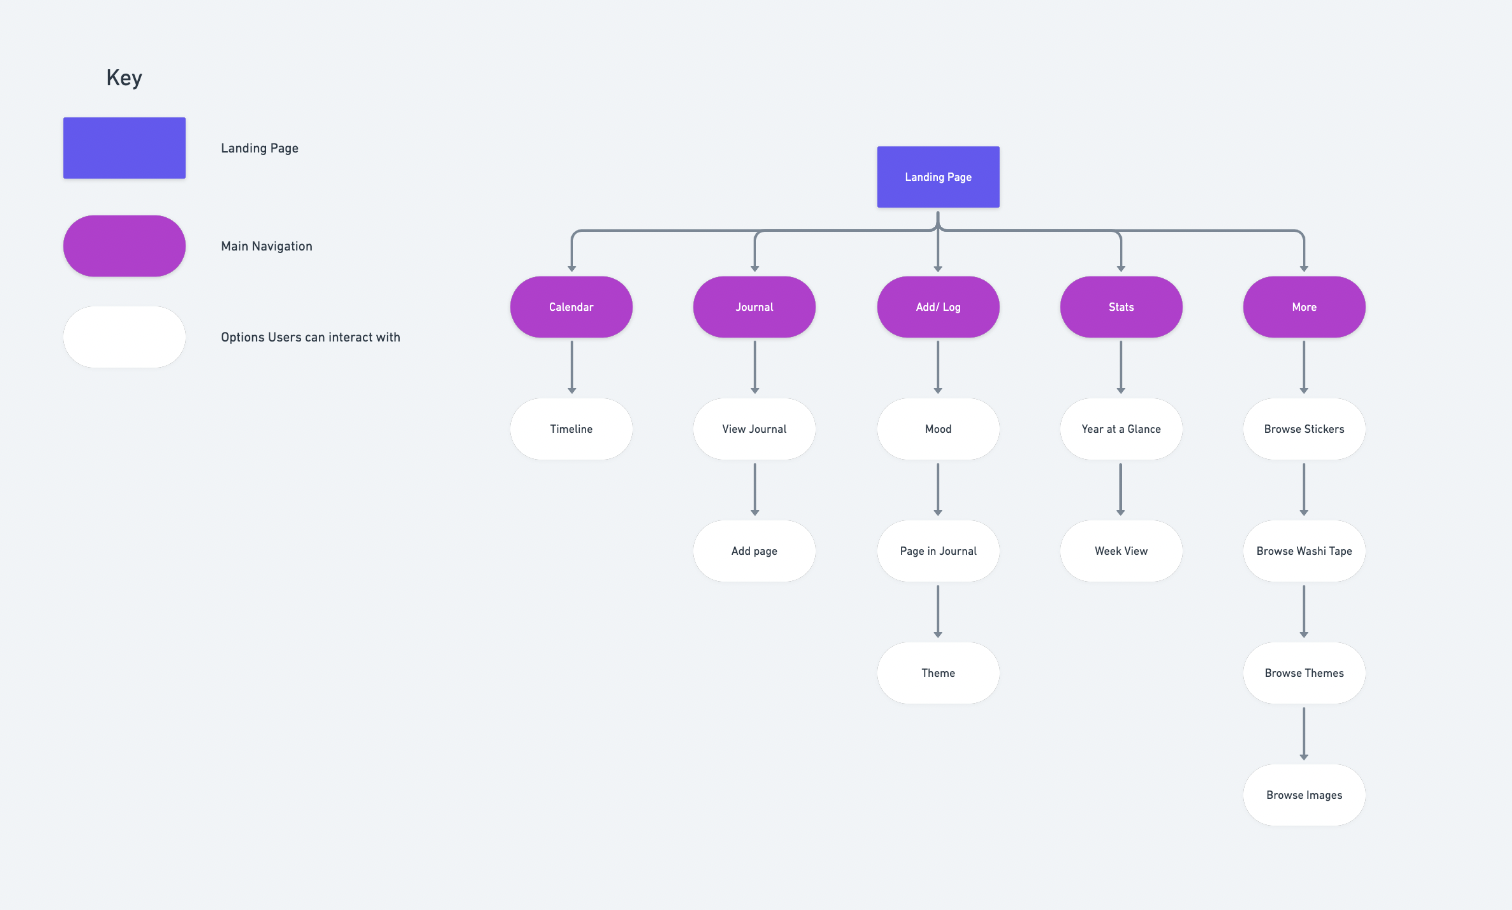 Key
Landing Page
Main Navigation
Options Users can interact with
Landing Page
Calendar
Journal
Add/ Log
Stats
More
Timeline
View Journal
Mood
Year at a Glance
Browse Stickers
Add page
Page in Journal
Week View
Browse Washi Tape
Theme
Browse Themes
Browse Images